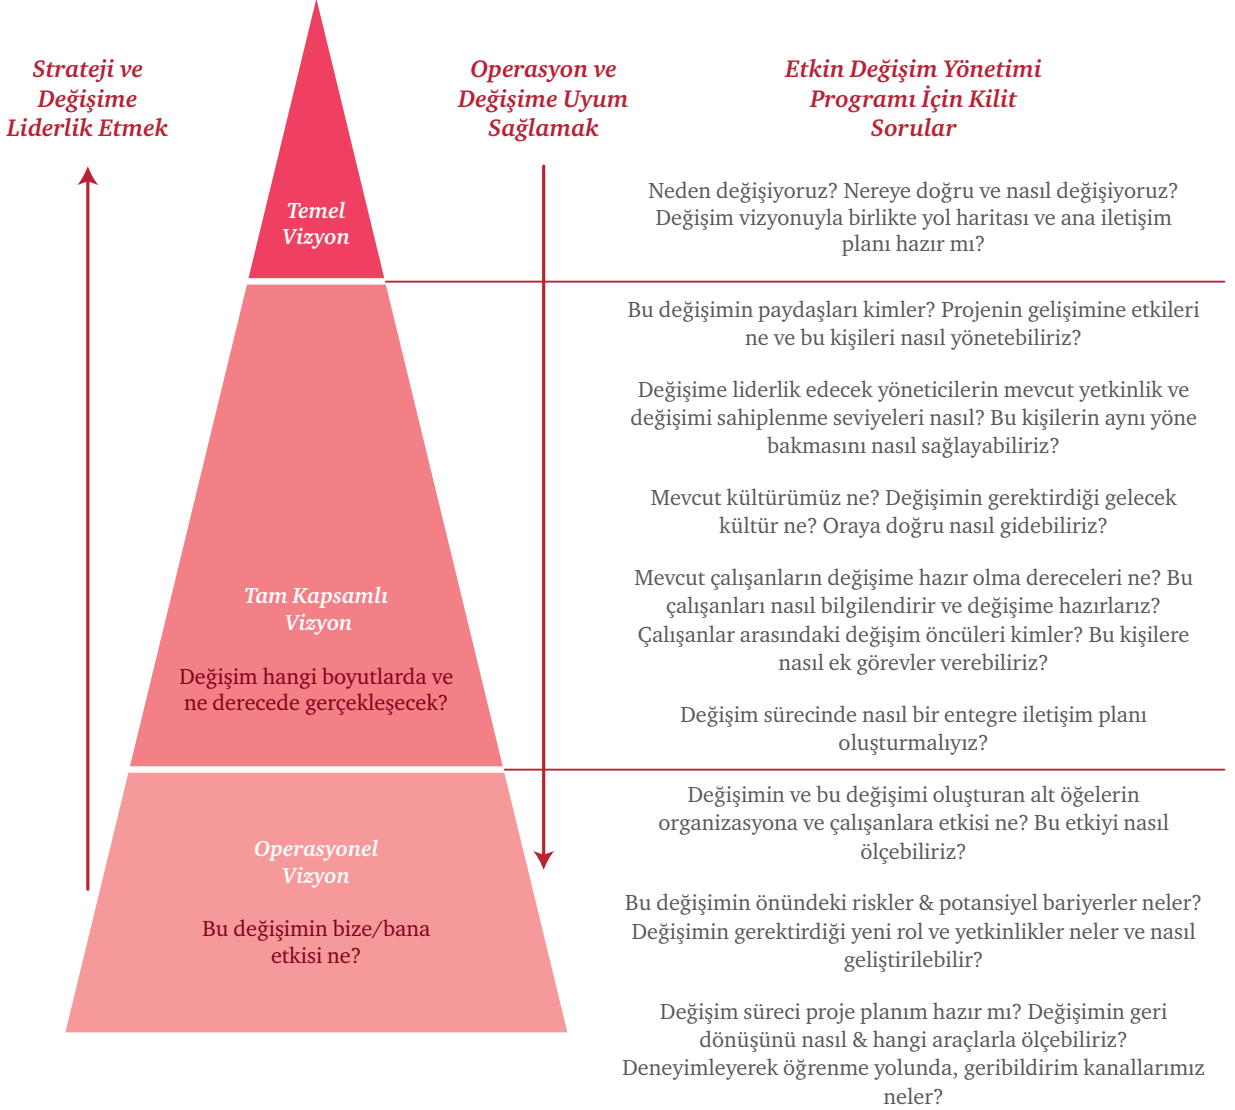 Strateji ve
Değişime
Liderlik Etmek
Operasyon ve
Değişime Uyum
Sağlamak
Etkin Değişim Yönetimi
Programı İçin Kilit
Sorular
Temel
Vizyon
Neden değişiyoruz? Nereye doğru ve nasıl değişiyoruz?
Değişim vizyonuyla birlikte yol haritası ve ana iletişim
planı hazır mı?
Bu değişimin paydaşları kimler? Projenin gelişimine etkileri
ne ve bu kişileri nasıl yönetebiliriz?
Değişime liderlik edecek yöneticilerin mevcut yetkinlik ve
değişimi sahiplenme seviyeleri nasıl? Bu kişilerin aynı yöne
bakmasını nasıl sağlayabiliriz?
Mevcut kültürümüz ne? Değişimin gerektirdiği gelecek
kültür ne? Oraya doğru nasıl gidebiliriz?
Tam Kapsamlı
Vizyon
Değişim hangi boyutlarda ve
ne derecede gerçekleşecek?
Mevcut çalışanların değişime hazır olma dereceleri ne? Bu
çalışanları nasıl bilgilendirir ve değişime hazırlarız?
Çalışanlar arasındaki değişim öncüleri kimler? Bu kişilere
nasıl ek görevler verebiliriz?
Değişim sürecinde nasıl bir entegre iletişim planı
oluşturmalıyız?
Operasyonel
Vizyon
Bu değişimin bize/bana
etkisi ne?
Değişimin ve bu değişimi oluşturan alt öğelerin
organizasyona ve çalışanlara etkisi ne? Bu etkiyi nasıl
ölçebiliriz?
Bu değişimin önündeki riskler & potansiyel bariyerler neler?
Değişimin gerektirdiği yeni rol ve yetkinlikler neler ve nasıl
geliştirilebilir?
Değişim süreci proje planım hazır mı? Değişimin geri
dönüşünü nasıl & hangi araçlarla ölçebiliriz?
Deneyimleyerek öğrenme yolunda, geribildirim kanallarımız
neler?